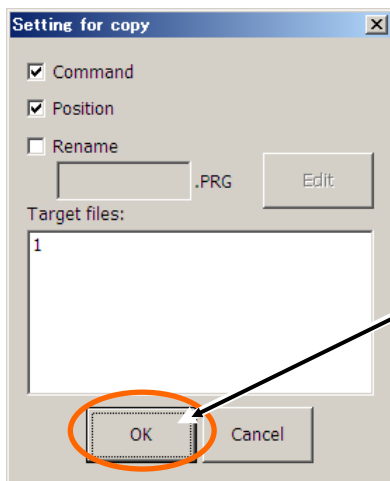 Setting for copy
Command
Position
Rename
.PRG Edit
Target files:
1
OK Cancel